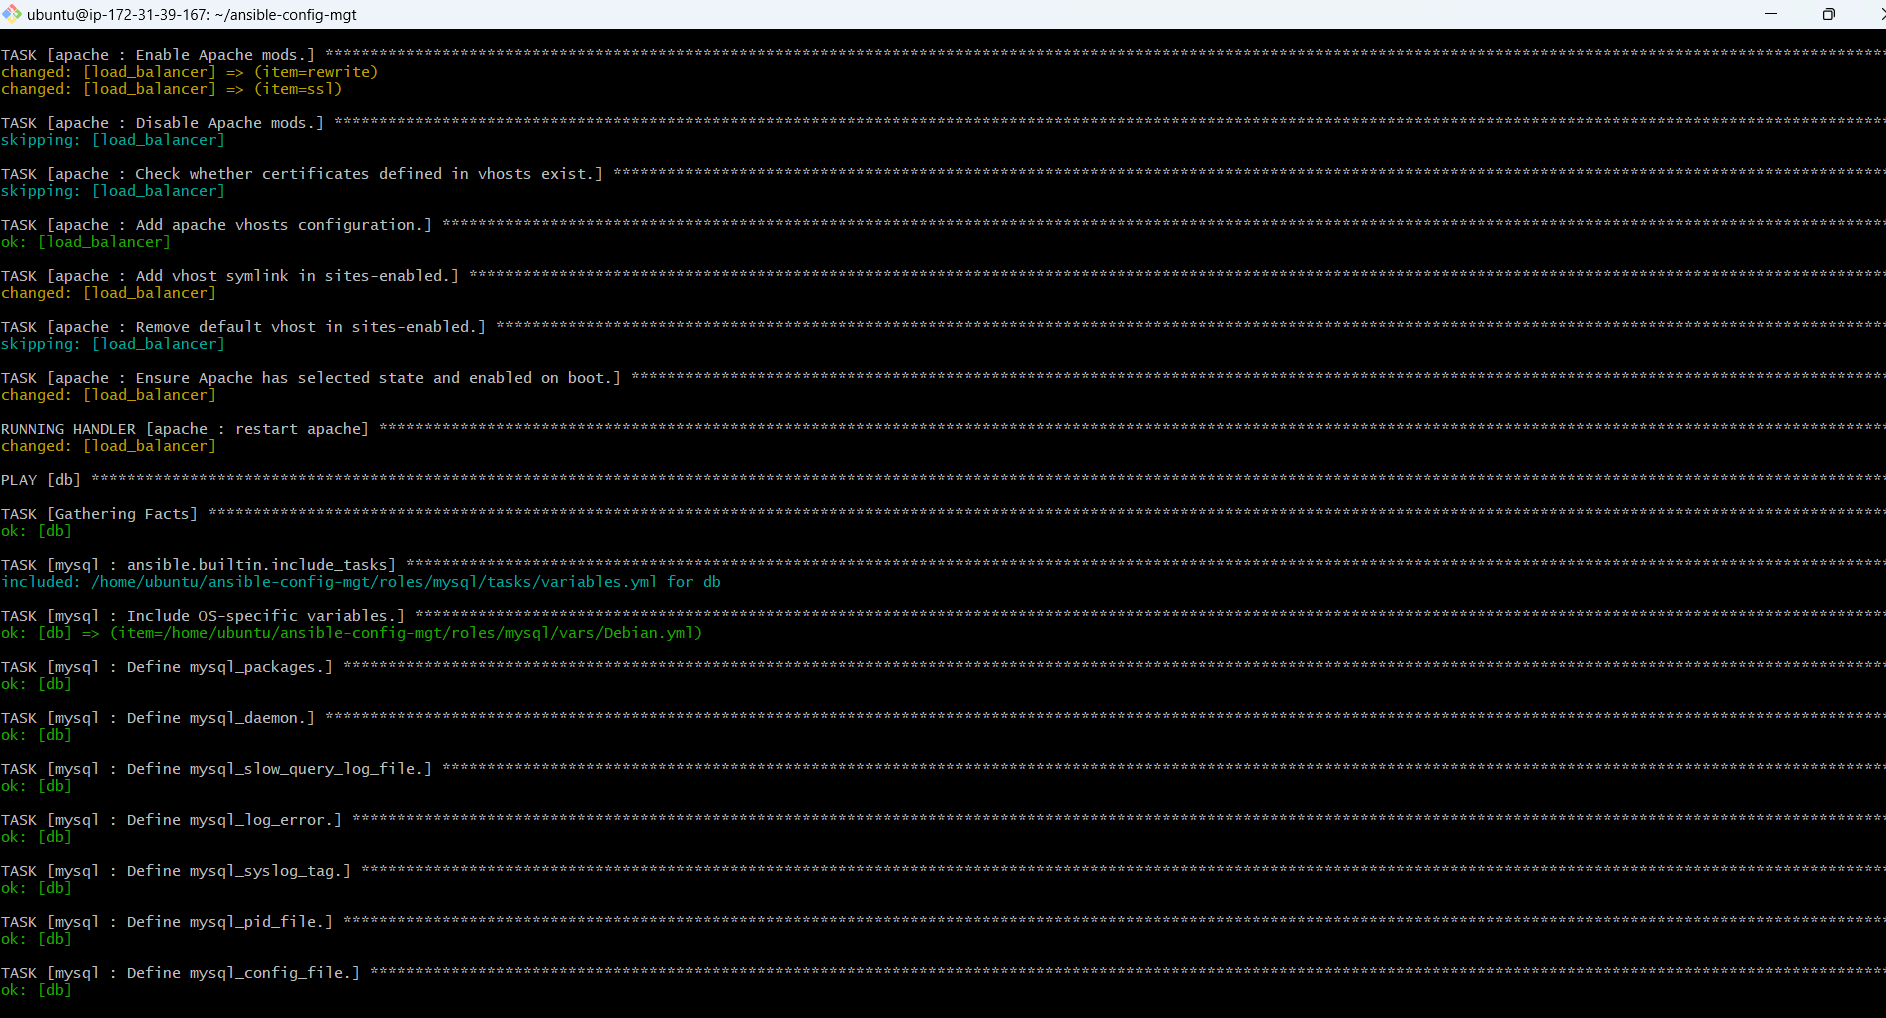 ubuntu@ip-172-31-39-167: ~/ansible-config-mgt
TASK [apache : Enable Apache mods.] ****************************************************************************************************************************************************************************
changed: [load_balancer] => (item=rewrite)
changed: [load_balancer] => (item=ssl)
TASK [apache : Disable Apache mods.] ***************************************************************************************************************************************************************************
skipping: [load_balancer]
TASK [apache : Check whether certificates defined in vhosts exist.] ********************************************************************************************************************************************
skipping: [load_balancer]
TASK [apache : Add apache vhosts configuration.] ***************************************************************************************************************************************************************
ok: [load_balancer]
TASK [apache : Add vhost symlink in sites-enabled.] ************************************************************************************************************************************************************
changed: [load_balancer]
TASK [apache : Remove default vhost in sites-enabled.] *********************************************************************************************************************************************************
skipping: [load_balancer]
TASK [apache : Ensure Apache has selected state and enabled on boot.] ******************************************************************************************************************************************
changed: [load_balancer]
RUNNING HANDLER [apache : restart apache] **********************************************************************************************************************************************************************
changed: [load_balancer]
PLAY [db] ******************************************************************************************************************************************************************************************************
TASK [Gathering Facts] *****************************************************************************************************************************************************************************************
ok: [db]
TASK [mysql : ansible.builtin.include_tasks] *******************************************************************************************************************************************************************
included: /home/ubuntu/ansible-config-mgt/roles/mysql/tasks/variables.yml for db
TASK [mysql : Include OS-specific variables.] ******************************************************************************************************************************************************************
ok: [db] => (item=/home/ubuntu/ansible-config-mgt/roles/mysql/vars/Debian.yml)
TASK [mysql : Define mysql_packages.] **************************************************************************************************************************************************************************
ok: [db]
TASK [mysql : Define mysql_daemon.] ****************************************************************************************************************************************************************************
ok: [db]
TASK [mysql : Define mysql_slow_query_log_file.] ***************************************************************************************************************************************************************
ok: [db]
TASK [mysql : Define mysql_log_error.] *************************************************************************************************************************************************************************
ok: [db]
TASK [mysql : Define mysql_syslog_tag.] ************************************************************************************************************************************************************************
ok: [db]
TASK [mysql : Define mysql_pid_file.] **************************************************************************************************************************************************************************
ok: [db]
TASK [mysql : Define mysql_config_file.] ***********************************************************************************************************************************************************************
ok: [db]